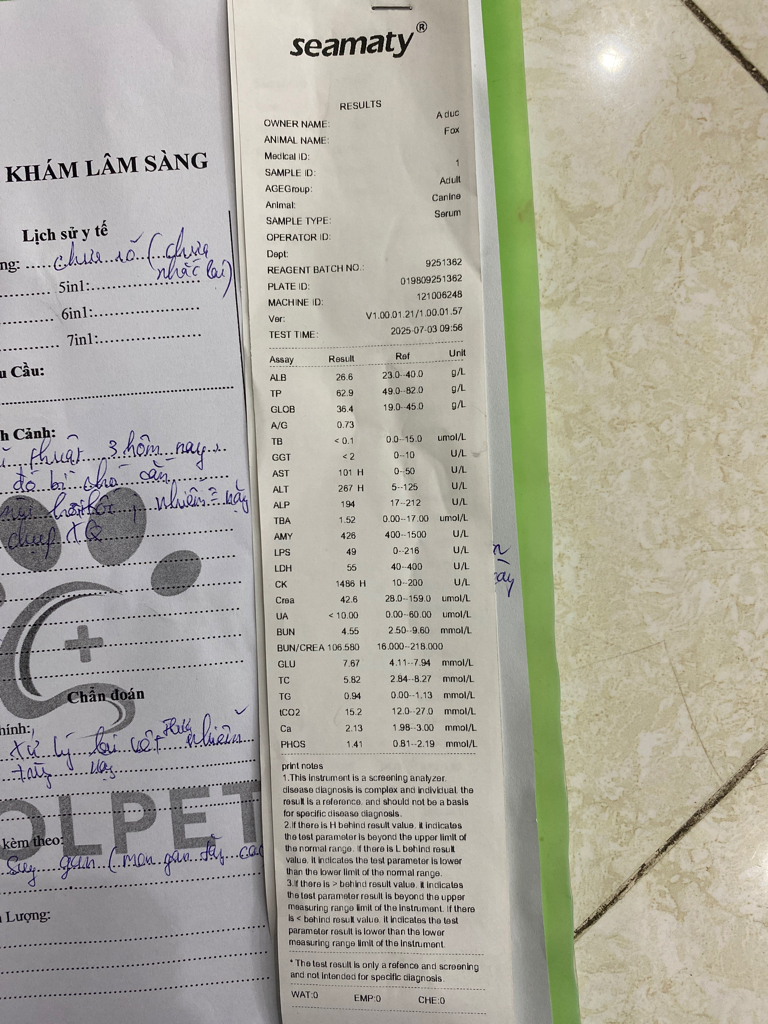 KHÁM LÂM SÀNG
Lịch sử y tế
ng: chưa rõ (chưa
nhắc lại)
5in1:
6in1:
7in1:
u Cầu:
h Cảnh:
thuật 3 hôm nay
đó bị chó cắn
nhiễm
chụp XQ
Chẩn đoán
hính:
xử lý lại vết nhiễm
kèm theo:
Suy gan (men gan
Lượng:
OLPET
seamaty®
RESULTS
OWNER NAME: A duc
ANIMAL NAME: Fox
Medical ID:
SAMPLE ID: 1
AGEGroup: Adult
Animal: Canine
SAMPLE TYPE: Serum
OPERATOR ID:
Dept:
REAGENT BATCH NO.: 9251362
PLATE ID: 019809251362
MACHINE ID: 121006248
Ver: V1.00.01.21/1.00.01.57
TEST TIME: 2025-07-03 09:56
Assay Result Ref Unit
ALB 26.6 23.0--40.0 g/L
TP 62.9 49.0--82.0 g/L
GLOB 36.4 19.0--45.0 g/L
A/G 0.73
TB < 0.1 0.0--15.0 umol/L
GGT < 2 0--10 U/L
AST 101 H 0--50 U/L
ALT 267 H 5--125 U/L
ALP 194 17--212 U/L
TBA 1.52 0.00--17.00 umol/L
AMY 426 400--1500 U/L
LPS 49 0--216 U/L
LDH 55 40--400 U/L
CK 1486 H 10--200 U/L
Crea 42.6 28.0--159.0 umol/L
UA < 10.00 0.00--60.00 umol/L
BUN 4.55 2.50--9.60 mmol/L
BUN/CREA 106.580 16.000--218.000
GLU 7.67 4.11--7.94 mmol/L
TC 5.82 2.84--8.27 mmol/L
TG 0.94 0.00--1.13 mmol/L
tCO2 15.2 12.0--27.0 mmol/L
Ca 2.13 1.98--3.00 mmol/L
PHOS 1.41 0.81--2.19 mmol/L
print notes
1.This instrument is a screening analyzer.
disease diagnosis is complex and individual, the
result is a reference, and should not be a basis
for specific disease diagnosis.
2.If there is H behind result value. It indicates
the test parameter is beyond the upper limit of
the normal range. If there is L behind result
value. It indicates the test parameter is lower
than the lower limit of the normal range.
3.If there is > behind result value. It indicates
the test parameter result is beyond the upper
measuring range limit of the instrument. If there
is < behind result value. It indicates the test
parameter result is lower than the lower
measuring range limit of the instrument.
* The test result is only a refence and screening
and not intended for specific diagnosis.
WAT:0 EMP:0 CHE:0